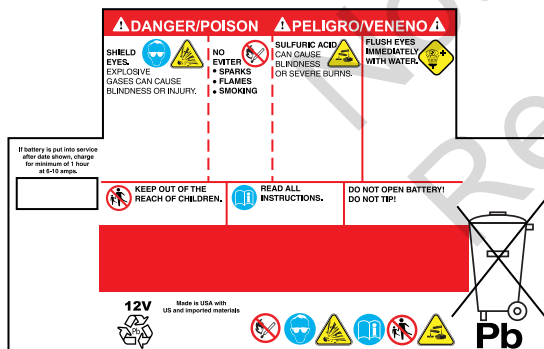 DANGER/POISON PELIGRO/VENENO
SHIELD
EYES.
EXPLOSIVE
GASES CAN CAUSE
BLINDNESS OR INJURY.
NO
EVITER
• SPARKS
• FLAMES
• SMOKING
SULFURIC ACID
CAN CAUSE
BLINDNESS
OR SEVERE BURNS.
FLUSH EYES
IMMEDIATELY
WITH WATER.
If battery is put into service
after date shown, charge
for minimum of 1 hour
at 6-10 amps.
KEEP OUT OF THE
REACH OF CHILDREN.
READ ALL
INSTRUCTIONS.
DO NOT OPEN BATTERY!
DO NOT TIP!
12V
Pb
Made is USA with
US and imported materials
Pb